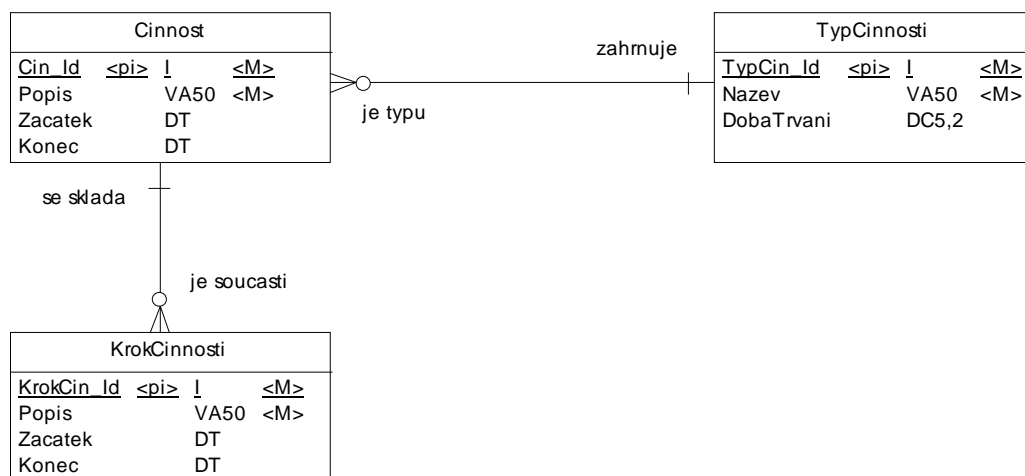 Cinnost
Cin_Id <pi> I <M>
Popis VA50 <M>
Zacatek DT
Konec DT
zahrnuje
je typu
TypCinnosti
TypCin_Id <pi> I <M>
Nazev VA50 <M>
DobaTrvani DC5,2
se sklada
je soucasti
KrokCinnosti
KrokCin_Id <pi> I <M>
Popis VA50 <M>
Zacatek DT
Konec DT